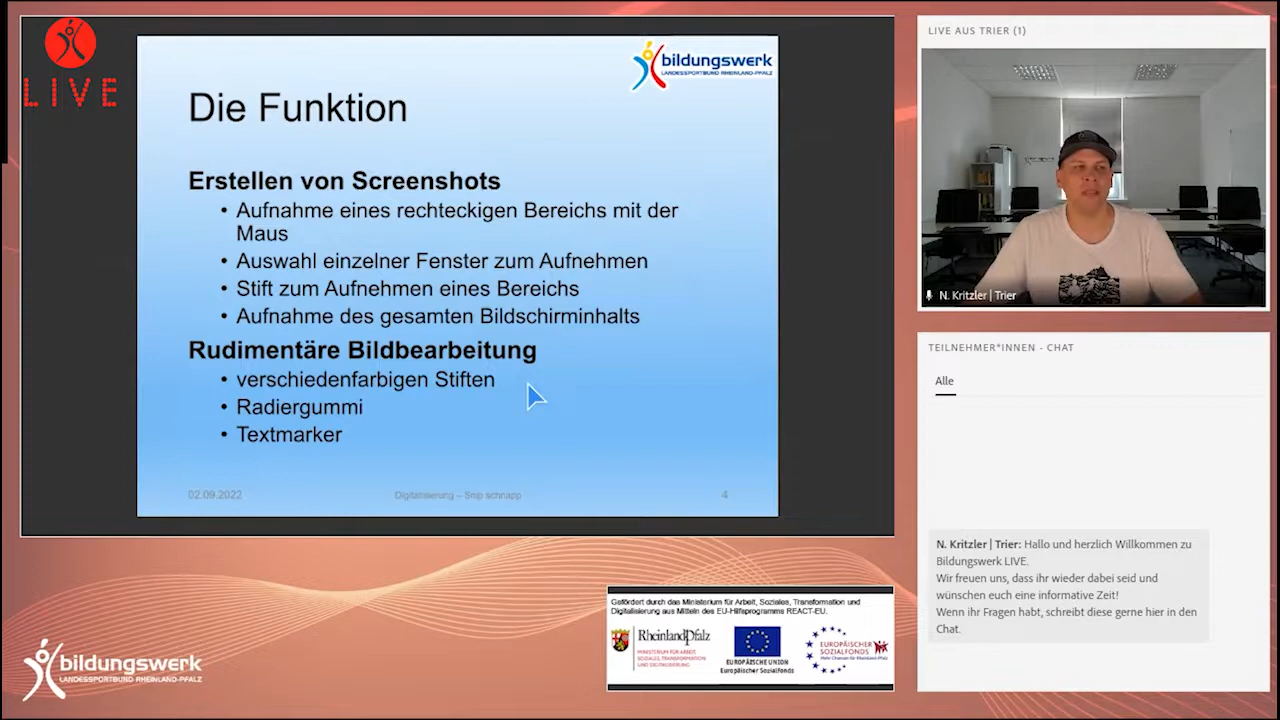 LIVE
bildungswerk
LANDESSPORTBUND RHEINLAND-PFALZ
Die Funktion
Erstellen von Screenshots
• Aufnahme eines rechteckigen Bereichs mit der
Maus
• Auswahl einzelner Fenster zum Aufnehmen
• Stift zum Aufnehmen eines Bereichs
• Aufnahme des gesamten Bildschirminhalts
Rudimentäre Bildbearbeitung
• verschiedenfarbigen Stiften
• Radiergummi
• Textmarker
02.09.2022
Digitalisierung – Snip schnapp
4
LIVE AUS TRIER (1)
N. Kritzler | Trier
TEILNEHMER*INNEN - CHAT
Alle
N. Kritzler | Trier: Hallo und herzlich Willkommen zu
Bildungswerk LIVE.
Wir freuen uns, dass ihr wieder dabei seid und
wünschen euch eine informative Zeit!
Wenn ihr Fragen habt, schreibt diese gerne hier in den
Chat.
Gefördert durch das Ministerium für Arbeit, Soziales, Transformation und
Digitalisierung aus Mitteln des EU-Hilfsprogramms REACT-EU.
RheinlandPfalz
MINISTERIUM FÜR ARBEIT,
SOZIALES, TRANSFORMATION
UND DIGITALISIERUNG
EUROPÄISCHE UNION
Europäischer Sozialfonds
EUROPÄISCHER
SOZIALFONDS
Mehr Chancen für Rheinland-Pfalz
bildungswerk
LANDESSPORTBUND RHEINLAND-PFALZ